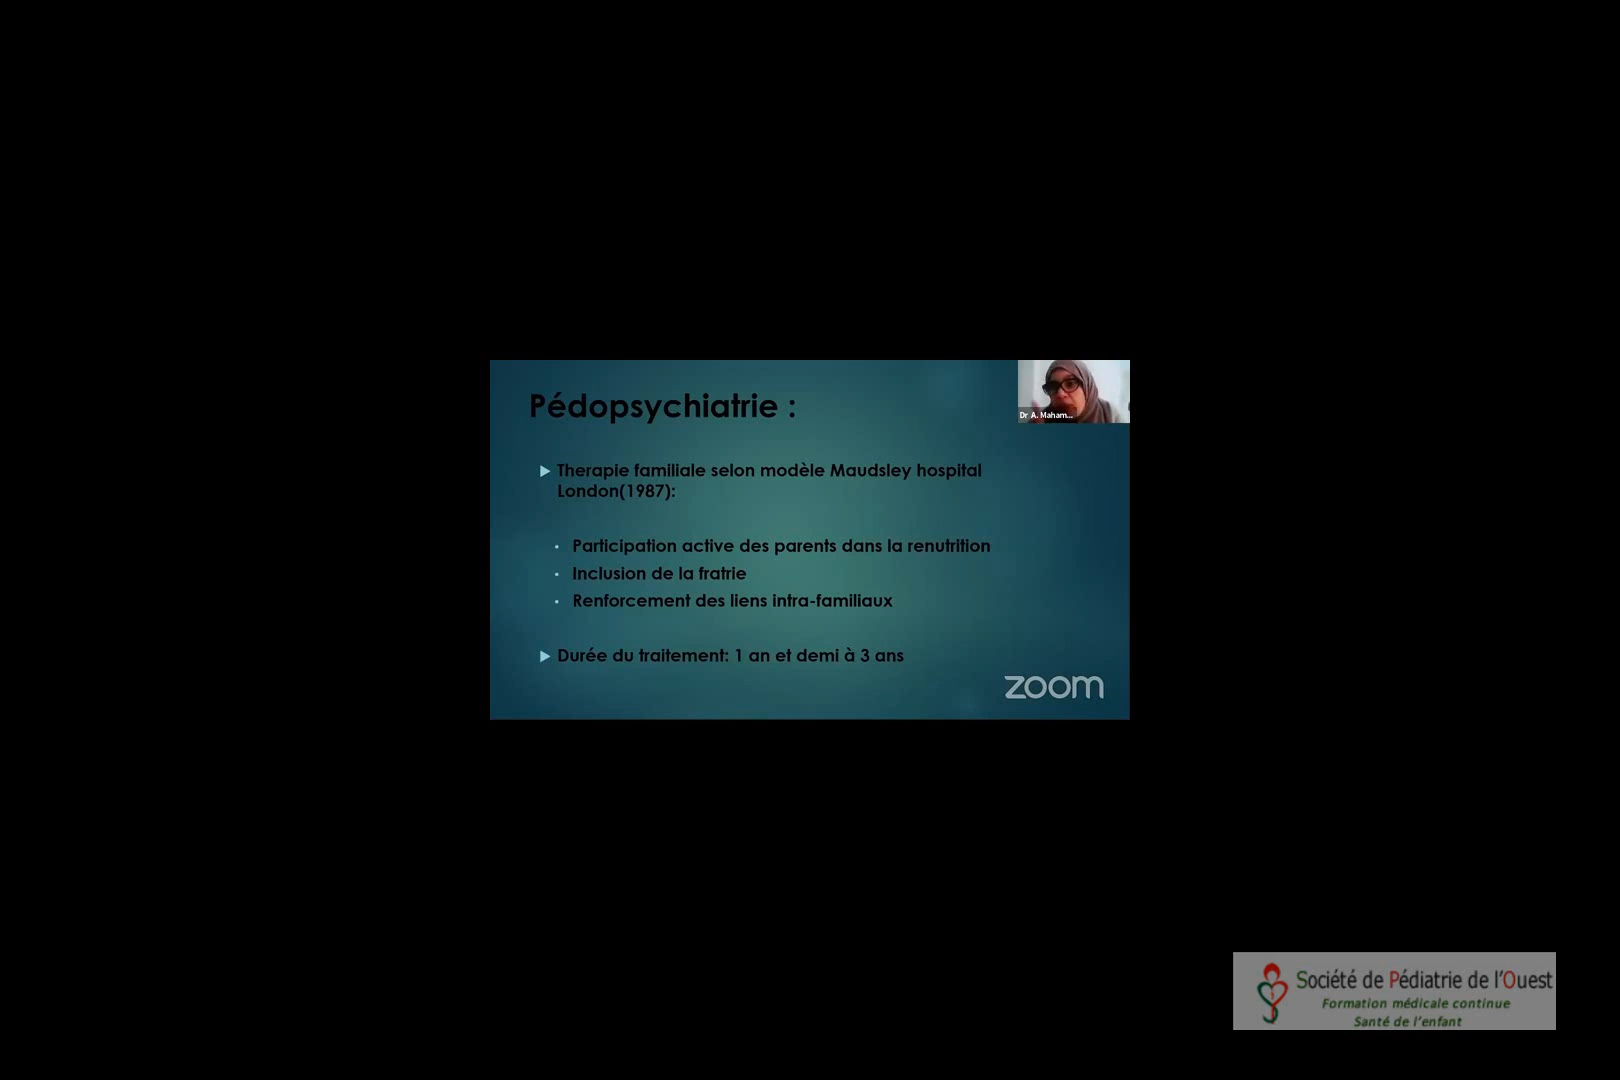 Pédopsychiatrie :
Dr A. Maham...
Therapie familiale selon modèle Maudsley hospital
London(1987):
Participation active des parents dans la renutrition
Inclusion de la fratrie
Renforcement des liens intra-familiaux
Durée du traitement: 1 an et demi à 3 ans
zoom
Société de Pédiatrie de l'Ouest
Formation médicale continue
Santé de l'enfant